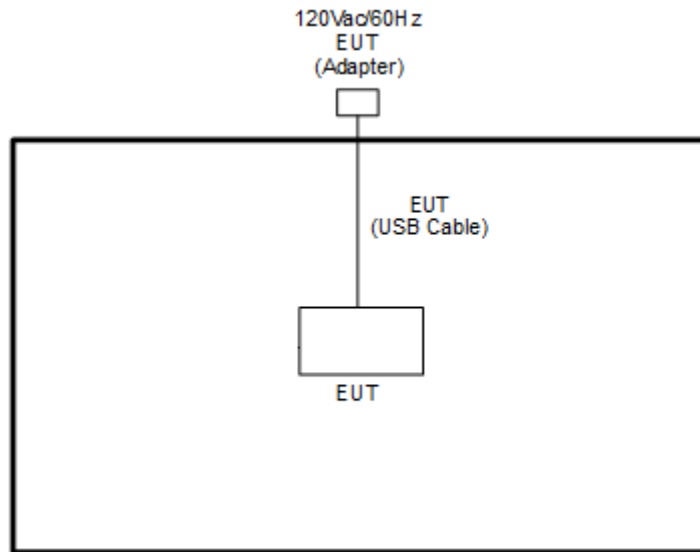 120Vac/60Hz
EUT
(Adapter)
EUT
(USB Cable)
EUT